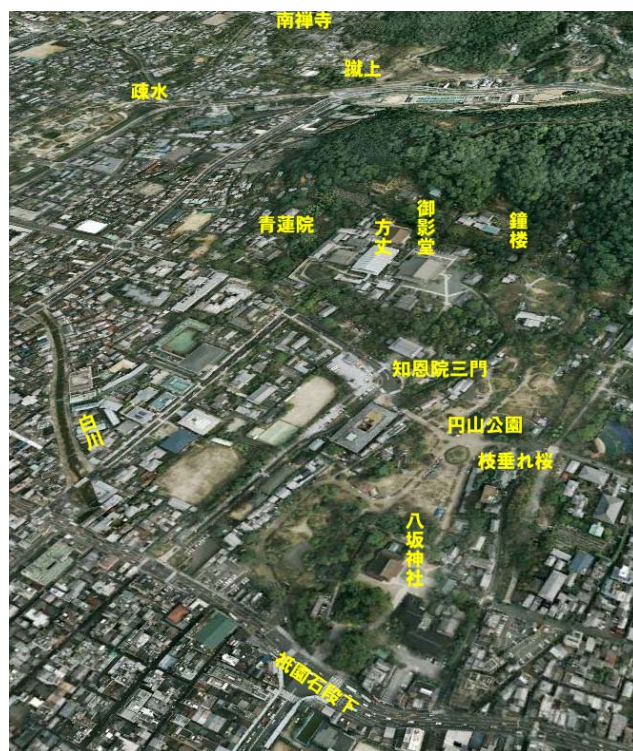 南禅寺
蹴上
疎水
青蓮院
方丈
御影堂
鐘楼
知恩院三門
円山公園
枝垂れ桜
白川
八坂神社
祇園石段下